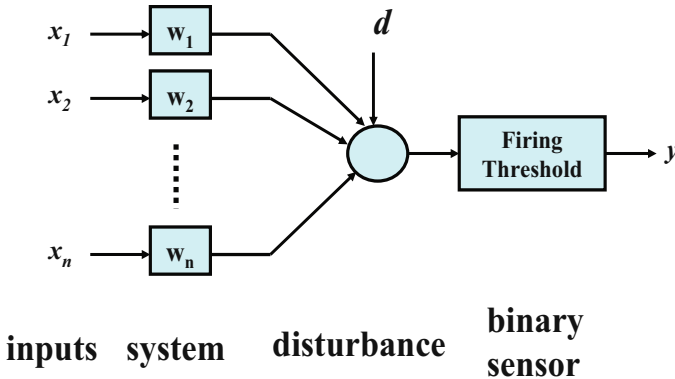 x1 w1 d
x2 w2
Firing
Threshold
y
xn wn
inputs system disturbance binary
sensor